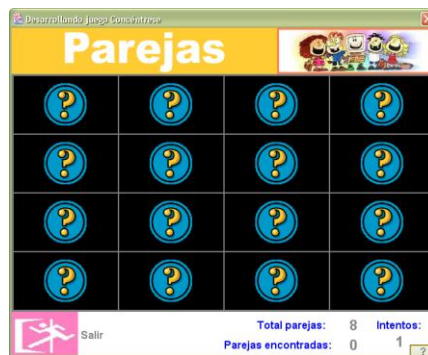 Desarrollando juego Concéntrese
Parejas
? ? ? ?
? ? ? ?
? ? ? ?
? ? ? ?
Salir
Total parejas: 8 Intentos:
Parejas encontradas: 0 1
?